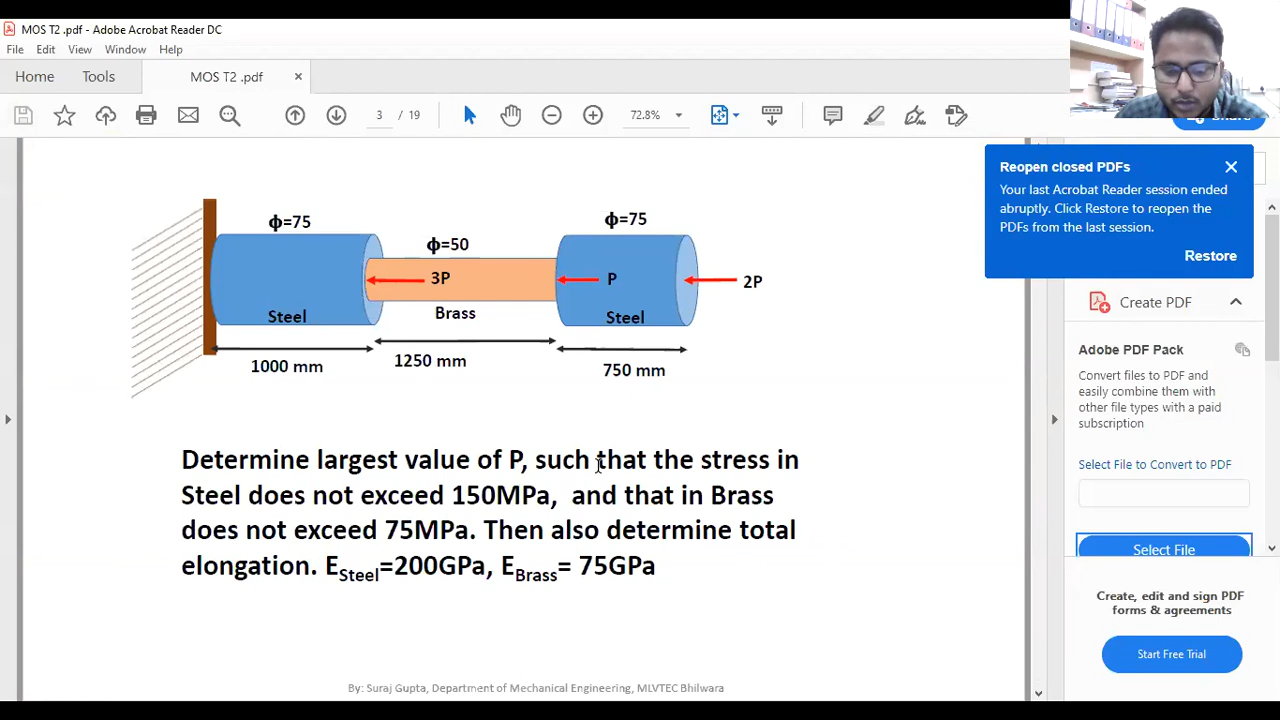 MOS T2 .pdf - Adobe Acrobat Reader DC
File Edit View Window Help
Home Tools MOS T2 .pdf ×
/ 19 72.8%
Reopen closed PDFs
Your last Acrobat Reader session ended
abruptly. Click Restore to reopen the
PDFs from the last session.
Restore
ϕ=75
ϕ=50
ϕ=75
3P
P
2P
Steel
Brass
Steel
1000 mm
1250 mm
750 mm
Determine largest value of P, such that the stress in
Steel does not exceed 150MPa, and that in Brass
does not exceed 75MPa. Then also determine total
elongation. ESteel=200GPa, EBrass= 75GPa
By: Suraj Gupta, Department of Mechanical Engineering, MLVTEC Bhilwara
Create PDF
Adobe PDF Pack
Convert files to PDF and
easily combine them with
other file types with a paid
subscription
Select File to Convert to PDF
Select File
Create, edit and sign PDF
forms & agreements
Start Free Trial